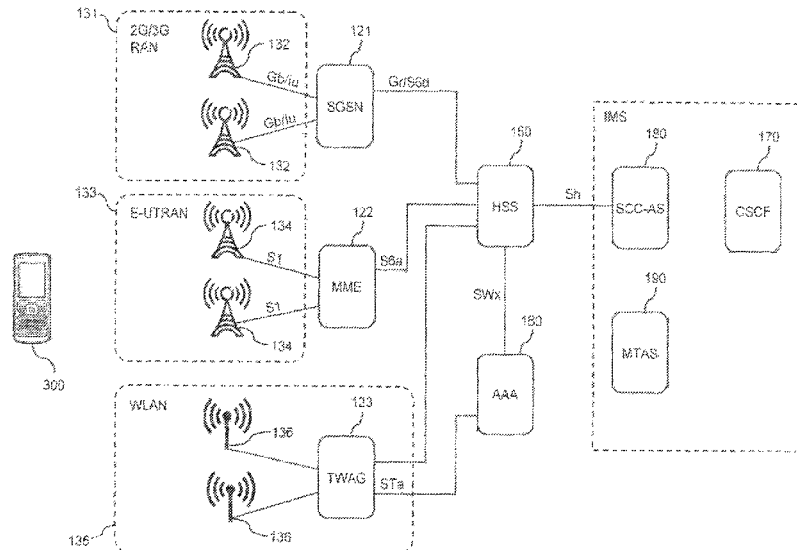 131
2G/3G
RAN
132
Gb/Iu
Gb/Iu
132
121
SGSN
Gr/S6d
133
E-UTRAN
134
S1
S1
134
122
MME
S6a
300
WLAN
136
136
123
TWAG
STa
160
HSS
Sh
SWx
AAA
IMS
180
SCC-AS
170
CSCF
190
MTAS